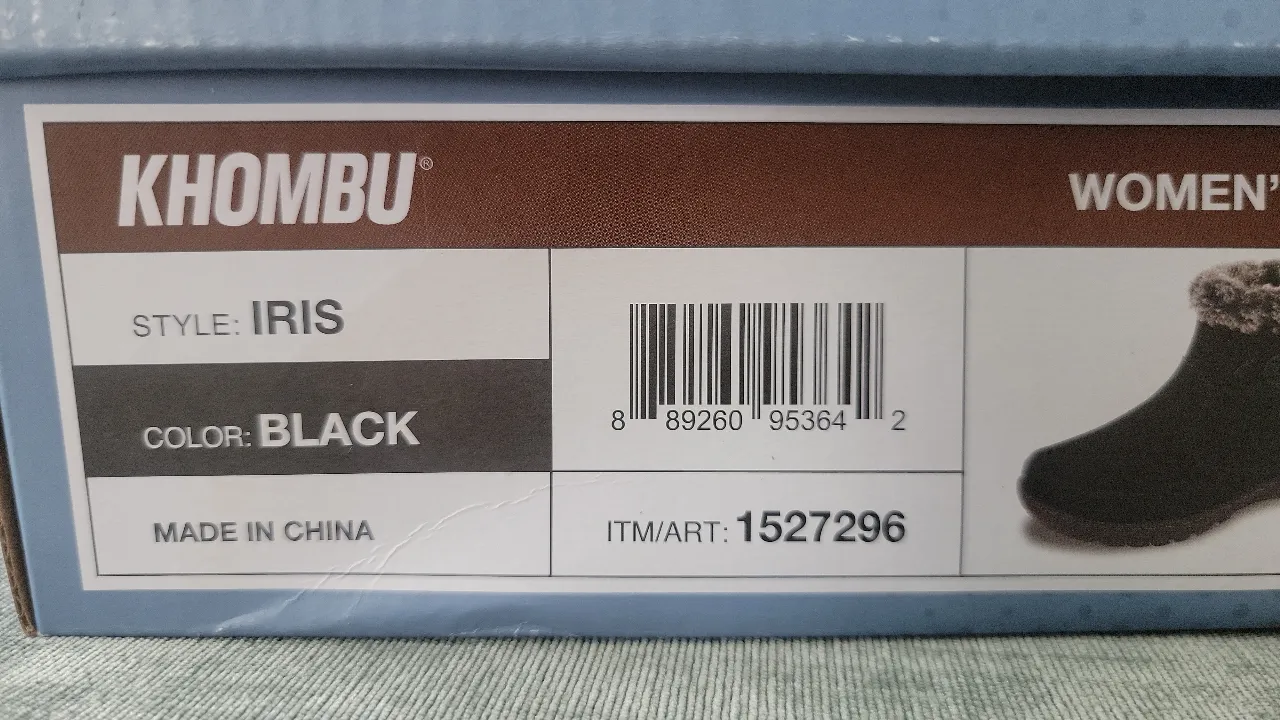 KHOMBU®
WOMEN'
STYLE: IRIS
COLOR: BLACK
MADE IN CHINA
8 89260 95364 2
ITM/ART: 1527296